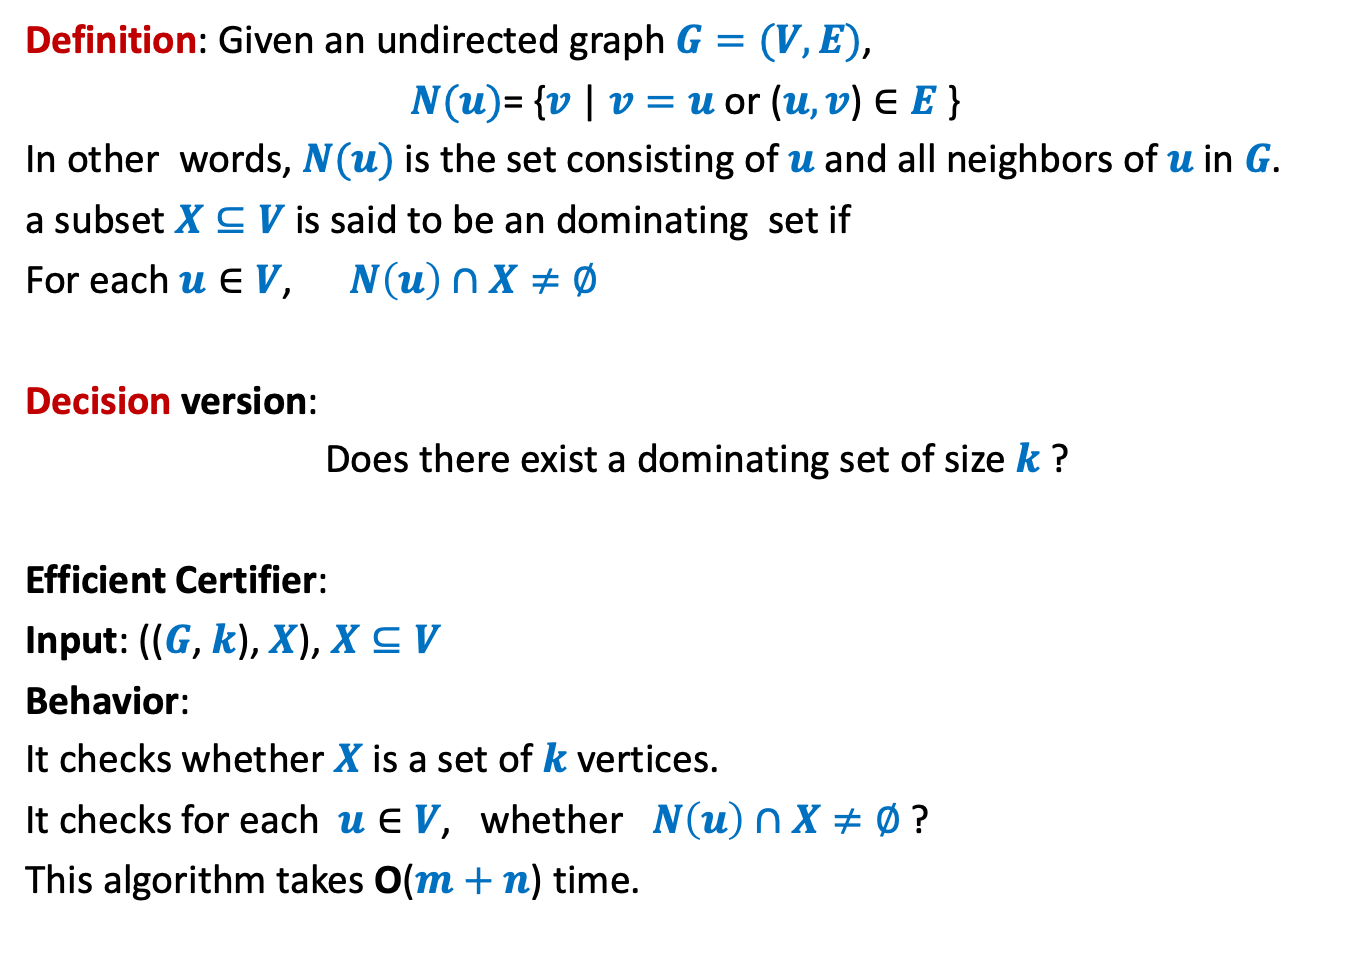 Definition: Given an undirected graph G = (V, E),
N(u)= {v | v = u or (u, v) ∈ E }
In other words, N(u) is the set consisting of u and all neighbors of u in G.
a subset X ⊆ V is said to be an dominating set if
For each u ∈ V, N(u) ∩ X ≠ ∅
Decision version:
Does there exist a dominating set of size k ?
Efficient Certifier:
Input: ((G, k), X), X ⊆ V
Behavior:
It checks whether X is a set of k vertices.
It checks for each u ∈ V, whether N(u) ∩ X ≠ ∅ ?
This algorithm takes O(m + n) time.